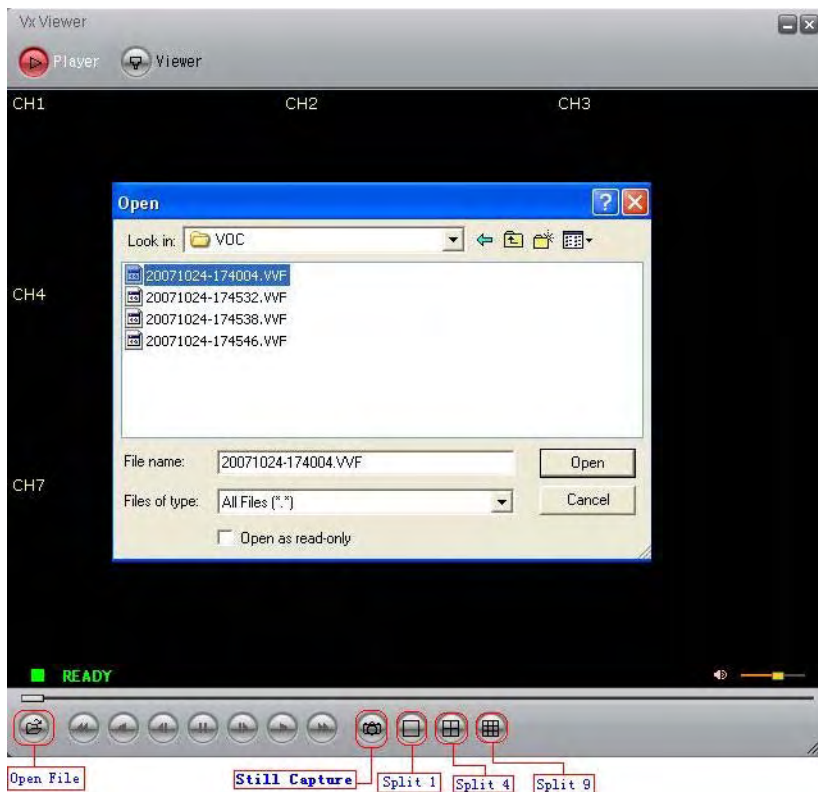 Vx Viewer
Player Viewer
CH1 CH2 CH3
Open
Look in: VOC
20071024-174004.VVF
20071024-174532.VVF
CH4
20071024-174538.VVF
20071024-174546.VVF
File name: 20071024-174004.VVF Open
CH7
Files of type: All Files (*.*) Cancel
Open as read-only
READY
Open File Still Capture Split 1 Split 4 Split 9